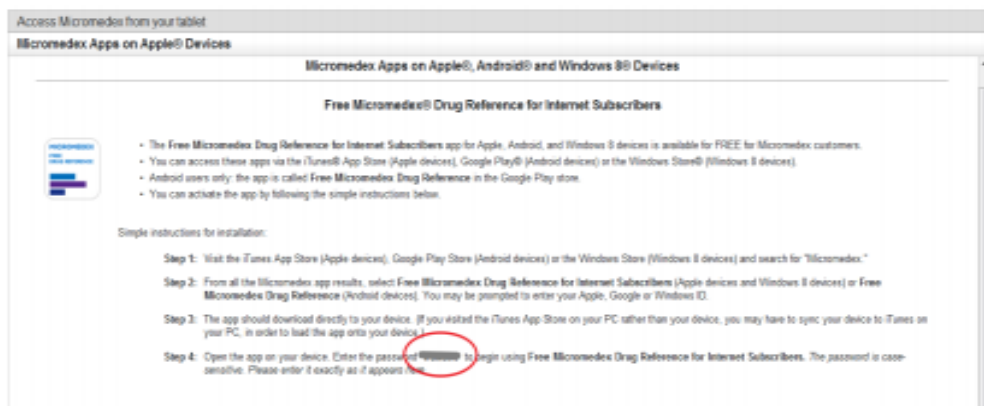 Access Micromedex from your tablet
Micromedex Apps on Apple® Devices
Micromedex Apps on Apple®, Android® and Windows 8® Devices
Free Micromedex® Drug Reference for Internet Subscribers
MICROMEDEX
FREE
DRUG REFERENCE
• The Free Micromedex Drug Reference for Internet Subscribers app for Apple, Android, and Windows 8 devices is available for FREE for Micromedex customers.
• You can access these apps via the iTunes® App Store (Apple devices), Google Play® (Android devices) or the Windows Store® (Windows 8 devices).
• Android users only: the app is called Free Micromedex Drug Reference in the Google Play store.
• You can activate the app by following the simple instructions below.
Simple instructions for installation:
Step 1: Visit the iTunes App Store (Apple devices), Google Play Store (Android devices) or the Windows Store (Windows 8 devices) and search for "Micromedex."
Step 2: From all the Micromedex app results, select Free Micromedex Drug Reference for Internet Subscribers (Apple devices and Windows 8 devices) or Free
Micromedex Drug Reference (Android devices). You may be prompted to enter your Apple, Google or Windows ID.
Step 3: The app should download directly to your device. (If you visited the iTunes App Store on your PC rather than your device, you may have to sync your device to iTunes on
your PC, in order to load the app onto your device.)
Step 4: Open the app on your device. Enter the password to begin using Free Micromedex Drug Reference for Internet Subscribers. The password is case-
sensitive. Please enter it exactly as if appears here.